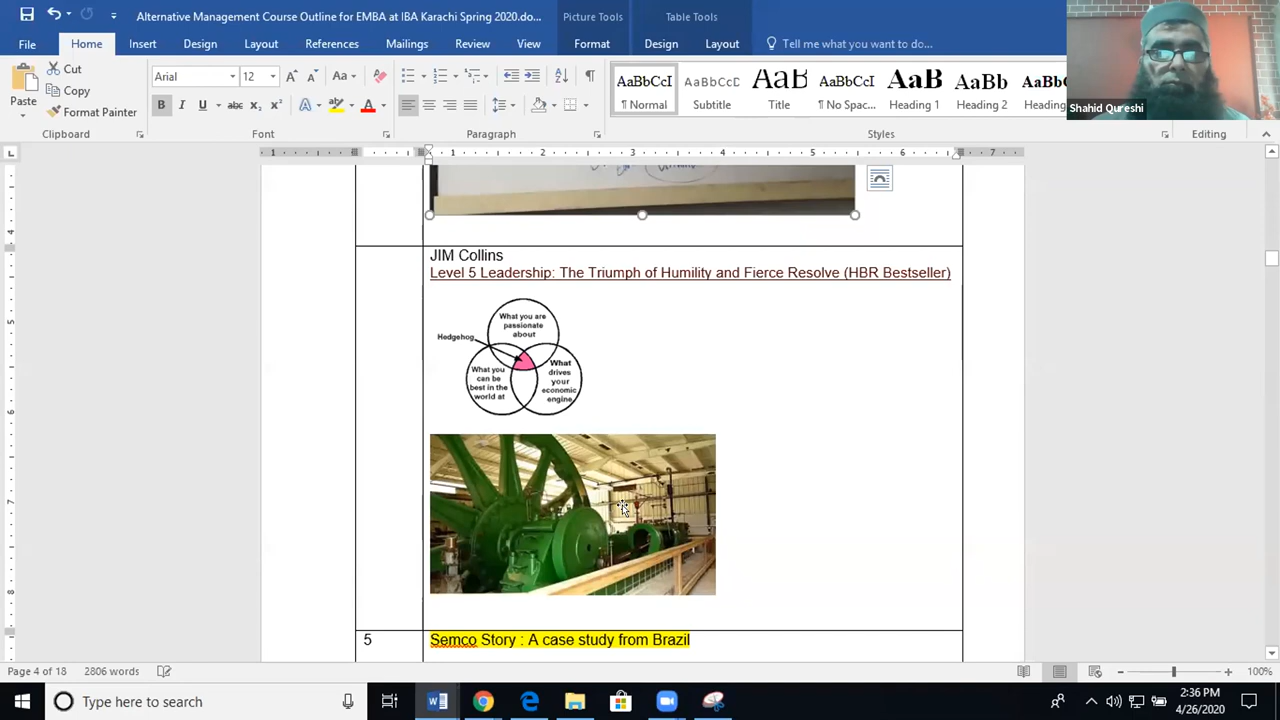 Alternative Management Course Outline for EMBA at IBA Karachi Spring 2020.do...
Picture Tools
Table Tools
File
Home
Insert
Design
Layout
References
Mailings
Review
View
Format
Design
Layout
Tell me what you want to do...
Paste
Cut
Copy
Format Painter
Clipboard
Arial
12
Font
Paragraph
AaBbCcI
¶ Normal
AaBbCcD
Subtitle
AaB
Title
AaBbCcI
¶ No Spac...
AaB
Heading 1
AaBb
Heading 2
AaBbCc
Heading
Styles
Editing
Shahid Qureshi
JIM Collins
Level 5 Leadership: The Triumph of Humility and Fierce Resolve (HBR Bestseller)
What you are
passionate
about
Hedgehog
What you
can be
best in the
world at
What
drives
your
economic
engine
5
Semco Story : A case study from Brazil
Page 4 of 18
2806 words
100%
Type here to search
2:36 PM
4/26/2020